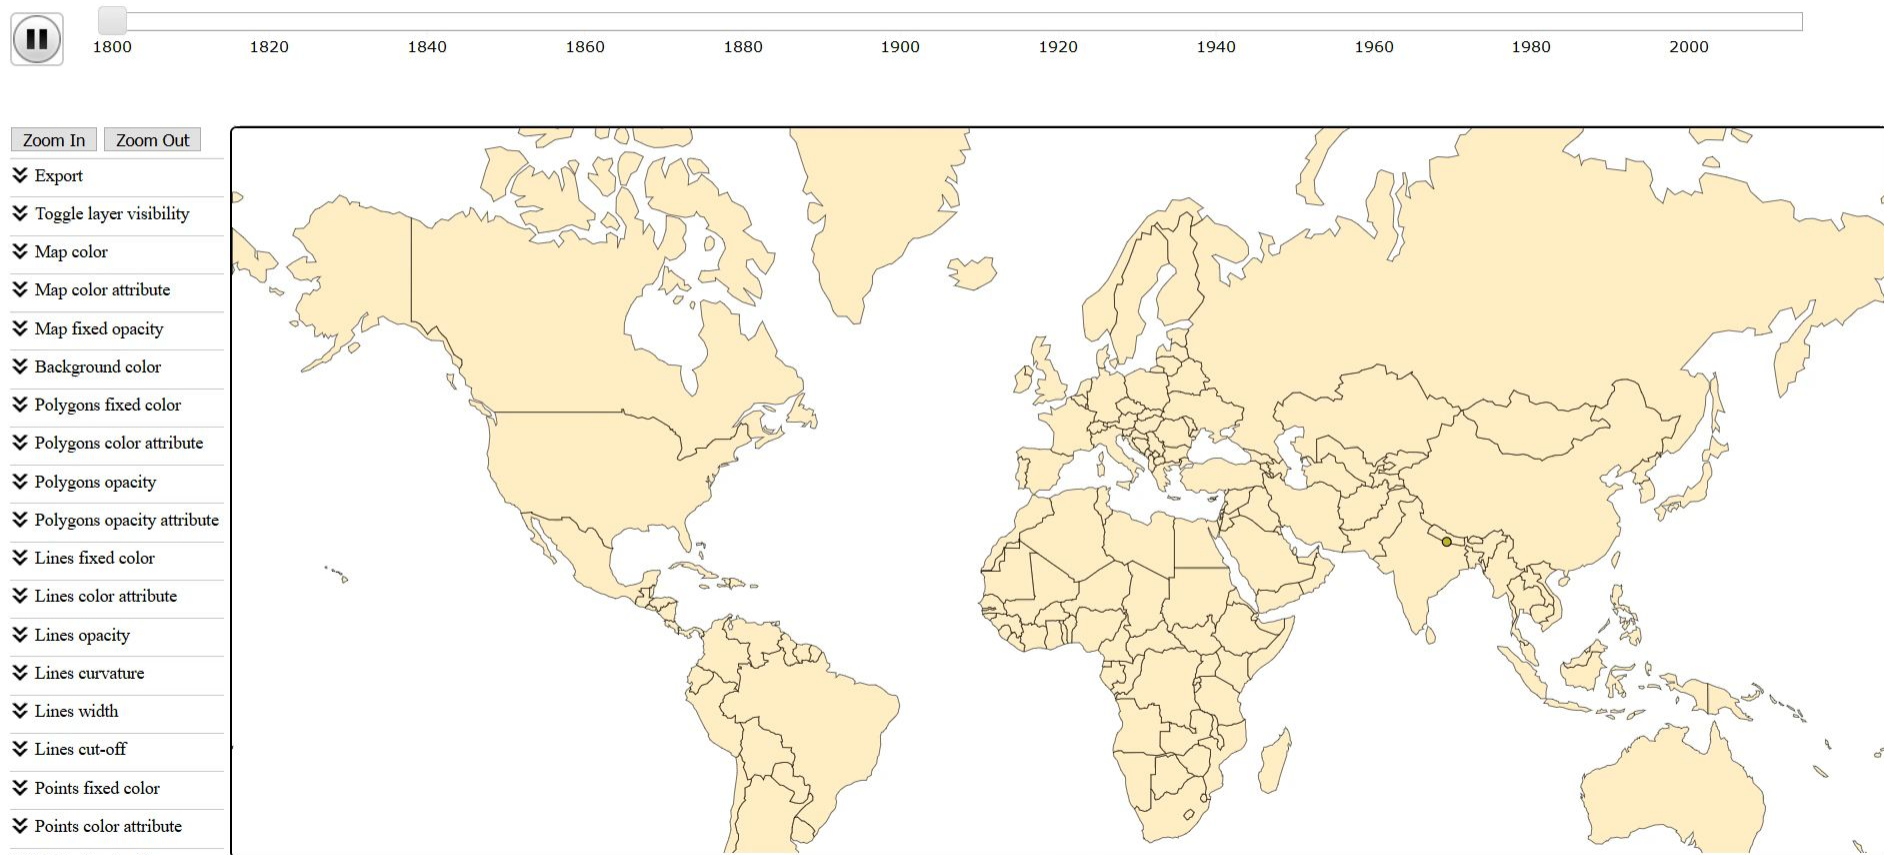 1800 1820 1840 1860 1880 1900 1920 1940 1960 1980 2000
Zoom In Zoom Out
Export
Toggle layer visibility
Map color
Map color attribute
Map fixed opacity
Background color
Polygons fixed color
Polygons color attribute
Polygons opacity
Polygons opacity attribute
Lines fixed color
Lines color attribute
Lines opacity
Lines curvature
Lines width
Lines cut-off
Points fixed color
Points color attribute